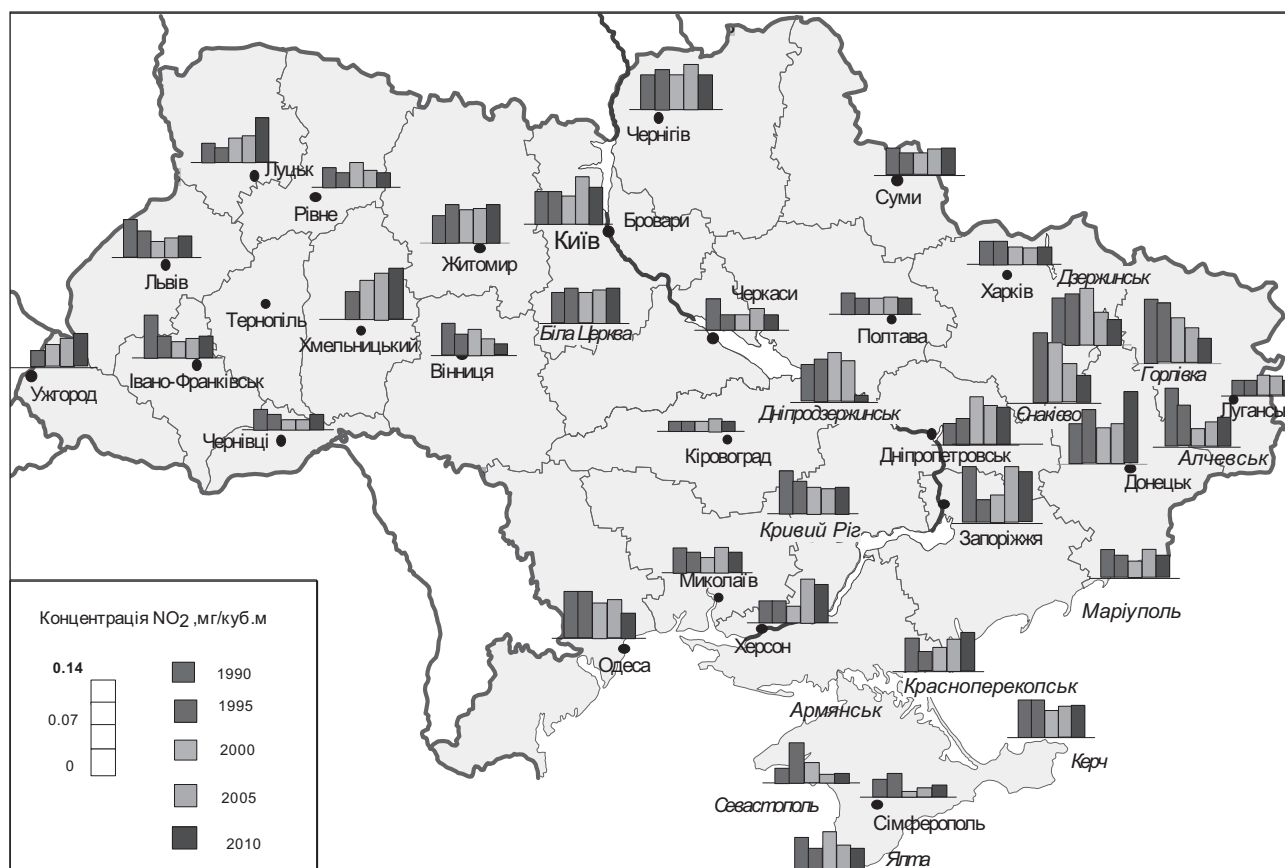 Чернігів
Луцьк
Суми
Рівне
Бровари
Київ
Житомир
Дзержинськ
Харків
Львів
Черкаси
Тернопіль
Полтава
Хмельницький
Біла Церква
Вінниця
Івано-Франківськ
Горлівка
Ужгород
Дніпродзержинськ
Єнакієво
Лугансы
Чернівці
Кіровоград
Дніпропетровськ
Алчевськ
Донецьк
Кривий Ріг
Запоріжжя
Миколаїв
Маріуполь
Херсон
Одеса
Красноперекопськ
Армянськ
Керч
Севастополь
Сімферополь
Ялта
Концентрація NO2 ,мг/куб.м
0.14
0.07
0
1990
1995
2000
2005
2010